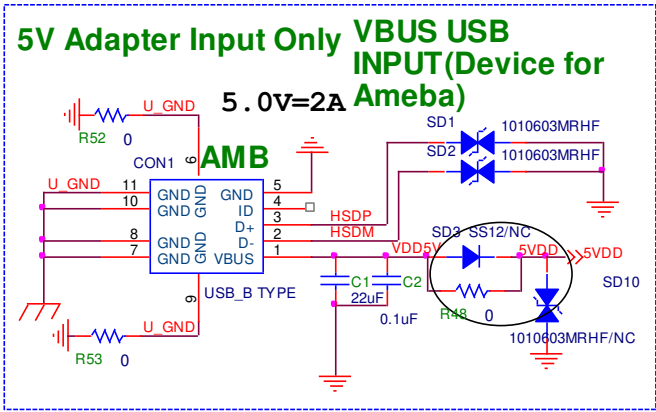 5V Adapter Input Only
VBUS USB
INPUT(Device for
Ameba)
5.0V=2A
U_GND
R52
0
CON1
AMB
6
U_GND
11
10
8
7
GND
GND
GND
GND
GND
GND
GND
ID
D+
D-
VBUS
5
4
3
2
1
HSDP
HSDM
9
USB_B TYPE
U_GND
R53
0
SD1
1010603MRHF
SD2
1010603MRHF
VDD5V
SD3
SS12/NC
5VDD
5VDD
C1
22uF
C2
0.1uF
R48
0
SD10
1010603MRHF/NC